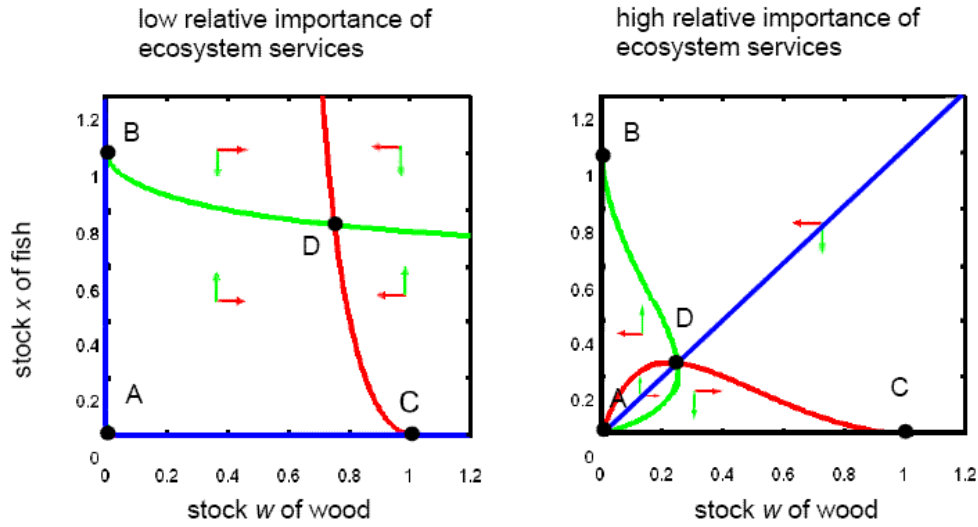 low relative importance of
ecosystem services
high relative importance of
ecosystem services
1.2
1
0.8
0.6
0.4
0.2
0
B
D
A
C
0 0.2 0.4 0.6 0.8 1 1.2
stock w of wood
stock x of fish
1.2
1
0.8
0.6
0.4
0.2
0
B
D
A
C
0 0.2 0.4 0.6 0.8 1 1.2
stock w of wood